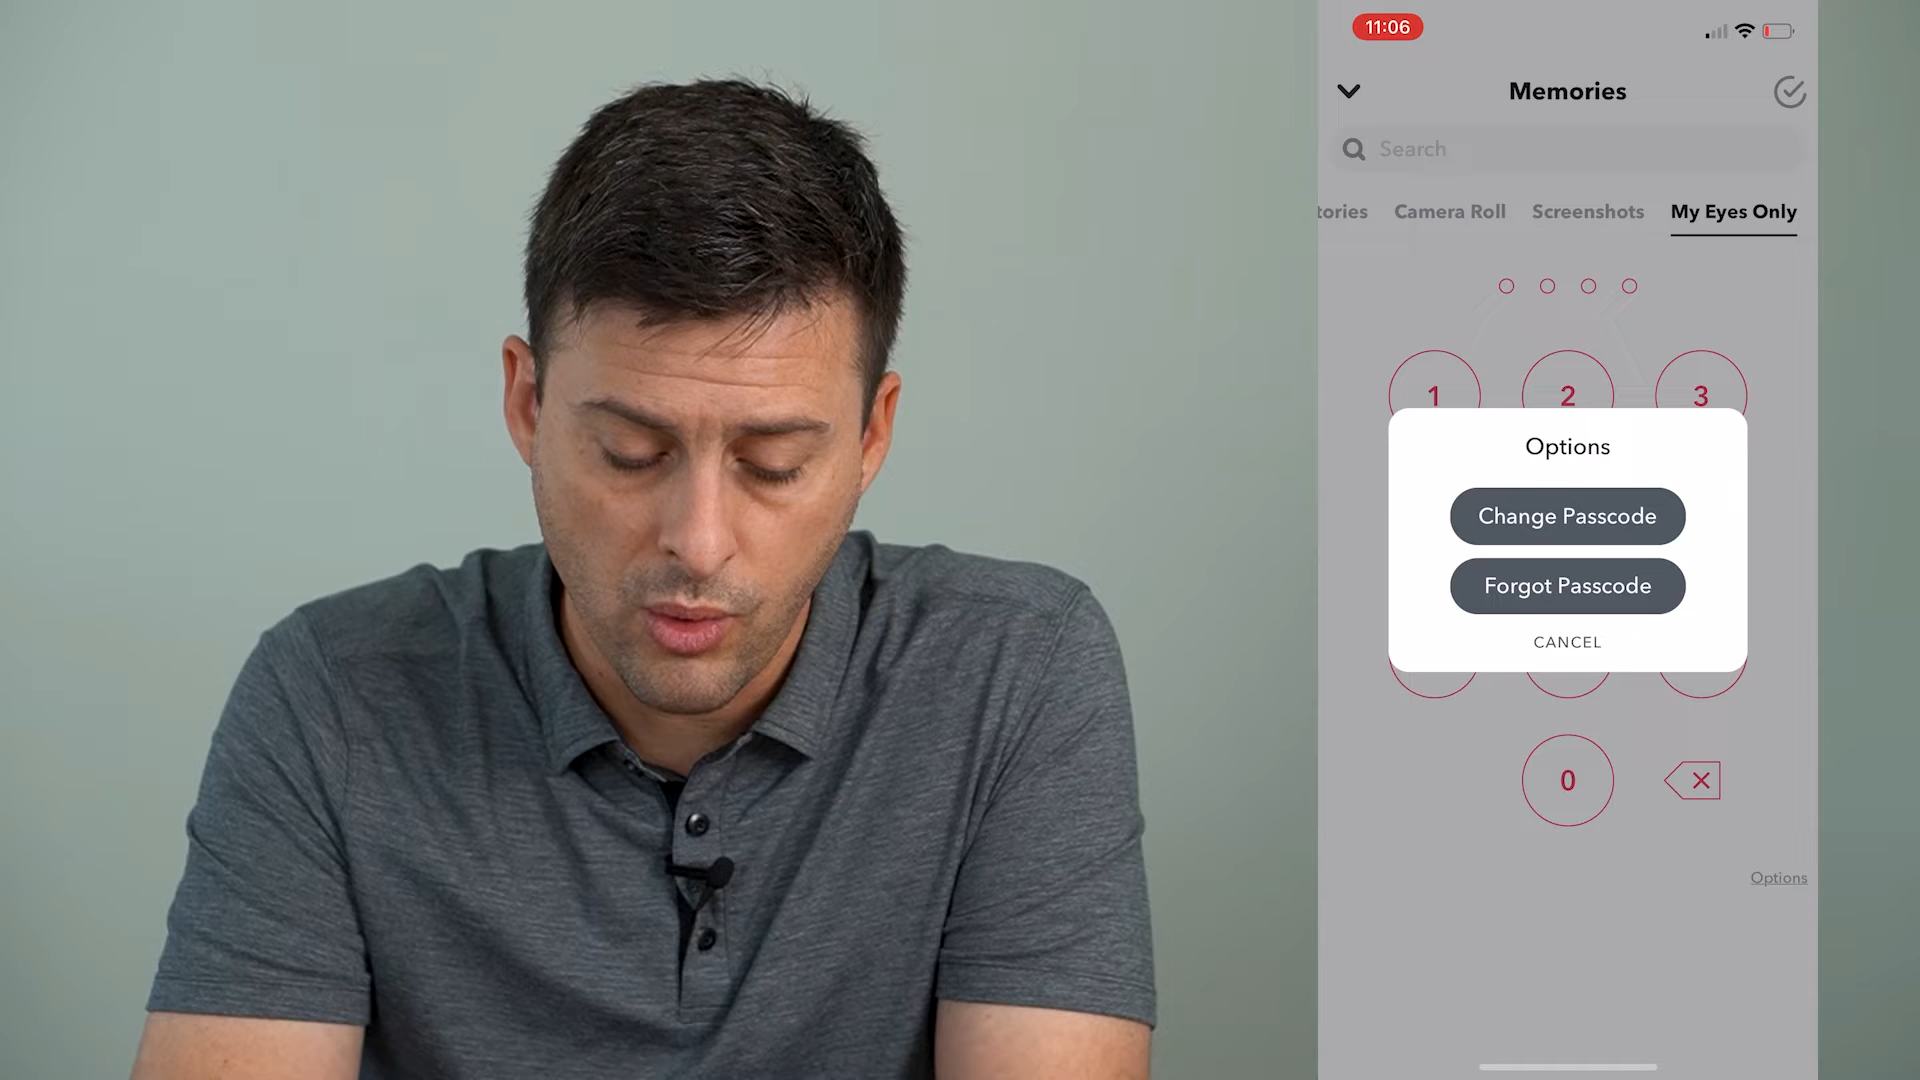 11:06
Memories
Search
tories Camera Roll Screenshots My Eyes Only
1 2 3
Options
Change Passcode
Forgot Passcode
CANCEL
0
Options